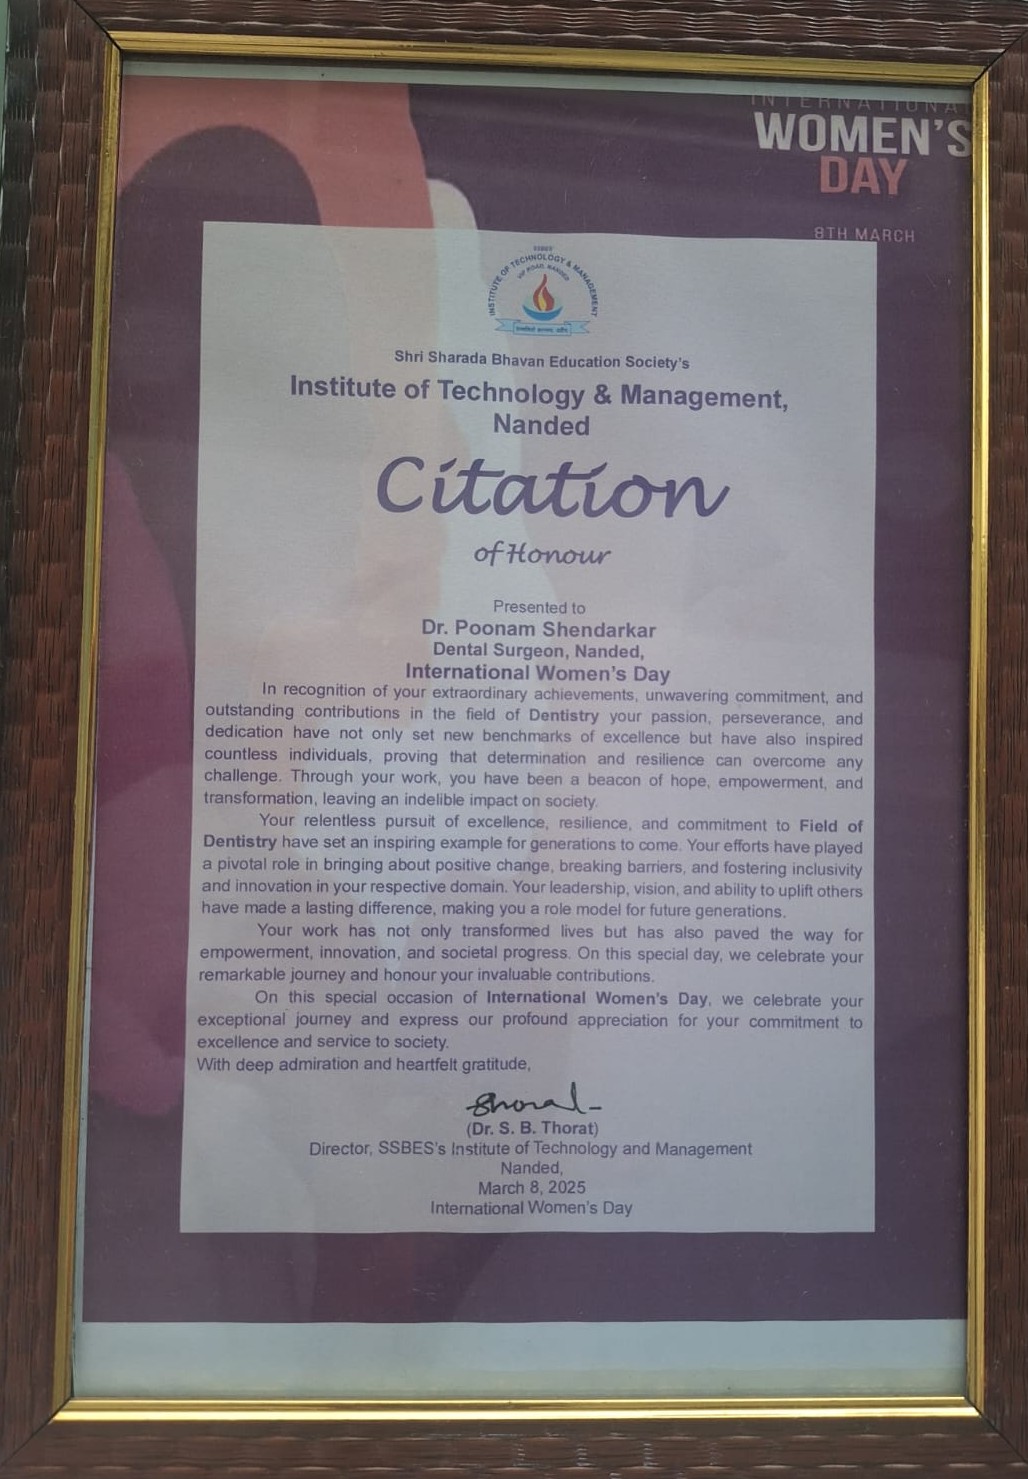 INTERNATIONA
WOMEN'S
DAY
8TH MARCH
SSBES'
INSTITUTE OF TECHNOLOGY & MANAGEMENT
VIP ROAD, NANDED
Shri Sharada Bhavan Education Society's
Institute of Technology & Management,
Nanded
Citation
of Honour
Presented to
Dr. Poonam Shendarkar
Dental Surgeon, Nanded,
International Women's Day
In recognition of your extraordinary achievements, unwavering commitment, and
outstanding contributions in the field of Dentistry your passion, perseverance, and
dedication have not only set new benchmarks of excellence but have also inspired
countless individuals, proving that determination and resilience can overcome any
challenge. Through your work, you have been a beacon of hope, empowerment, and
transformation, leaving an indelible impact on society.
Your relentless pursuit of excellence, resilience, and commitment to Field of
Dentistry have set an inspiring example for generations to come. Your efforts have played
a pivotal role in bringing about positive change, breaking barriers, and fostering inclusivity
and innovation in your respective domain. Your leadership, vision, and ability to uplift others
have made a lasting difference, making you a role model for future generations.
Your work has not only transformed lives but has also paved the way for
empowerment, innovation, and societal progress. On this special day, we celebrate your
remarkable journey and honour your invaluable contributions.
On this special occasion of International Women's Day, we celebrate your
exceptional journey and express our profound appreciation for your commitment to
excellence and service to society.
With deep admiration and heartfelt gratitude,
(Dr. S. B. Thorat)
Director, SSBES's Institute of Technology and Management
Nanded,
March 8, 2025
International Women's Day